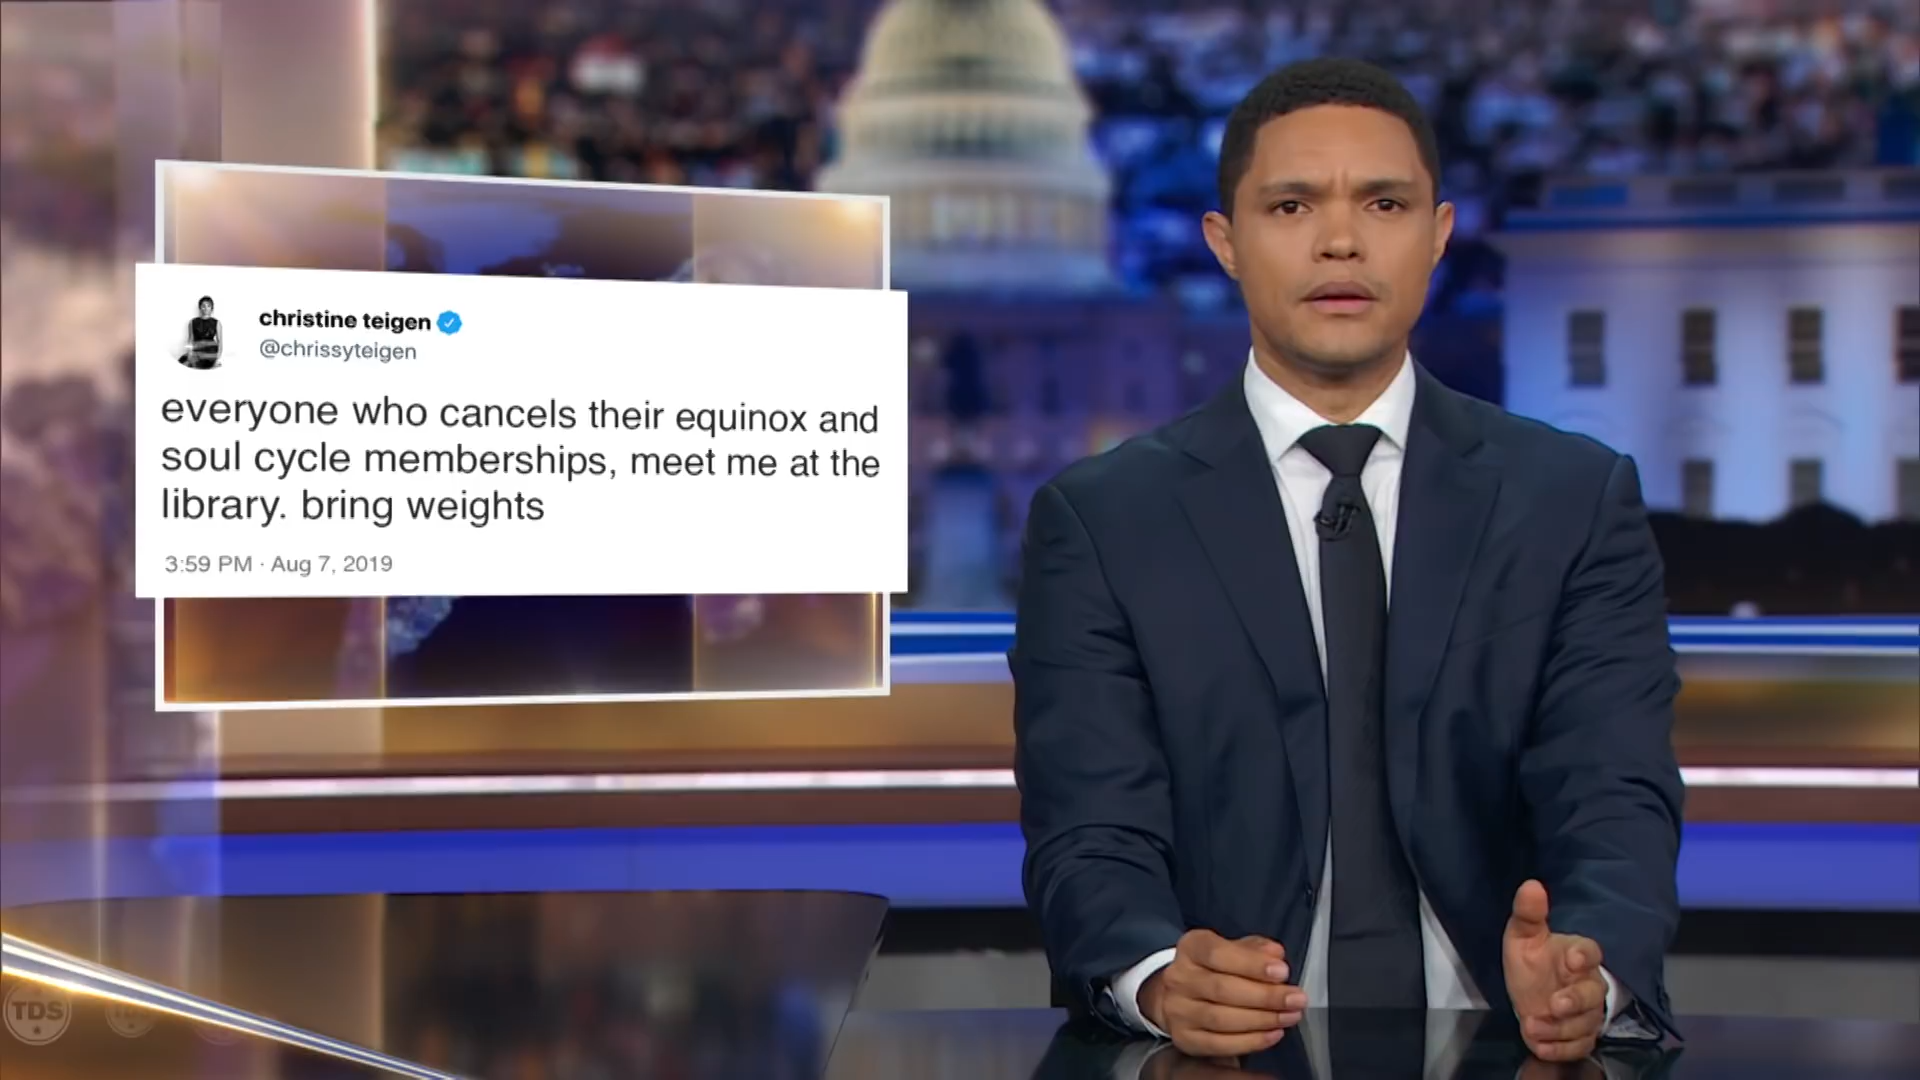 christine teigen
@chrissyteigen
everyone who cancels their equinox and
soul cycle memberships, meet me at the
library. bring weights
3:59 PM · Aug 7, 2019
TDS
TDS